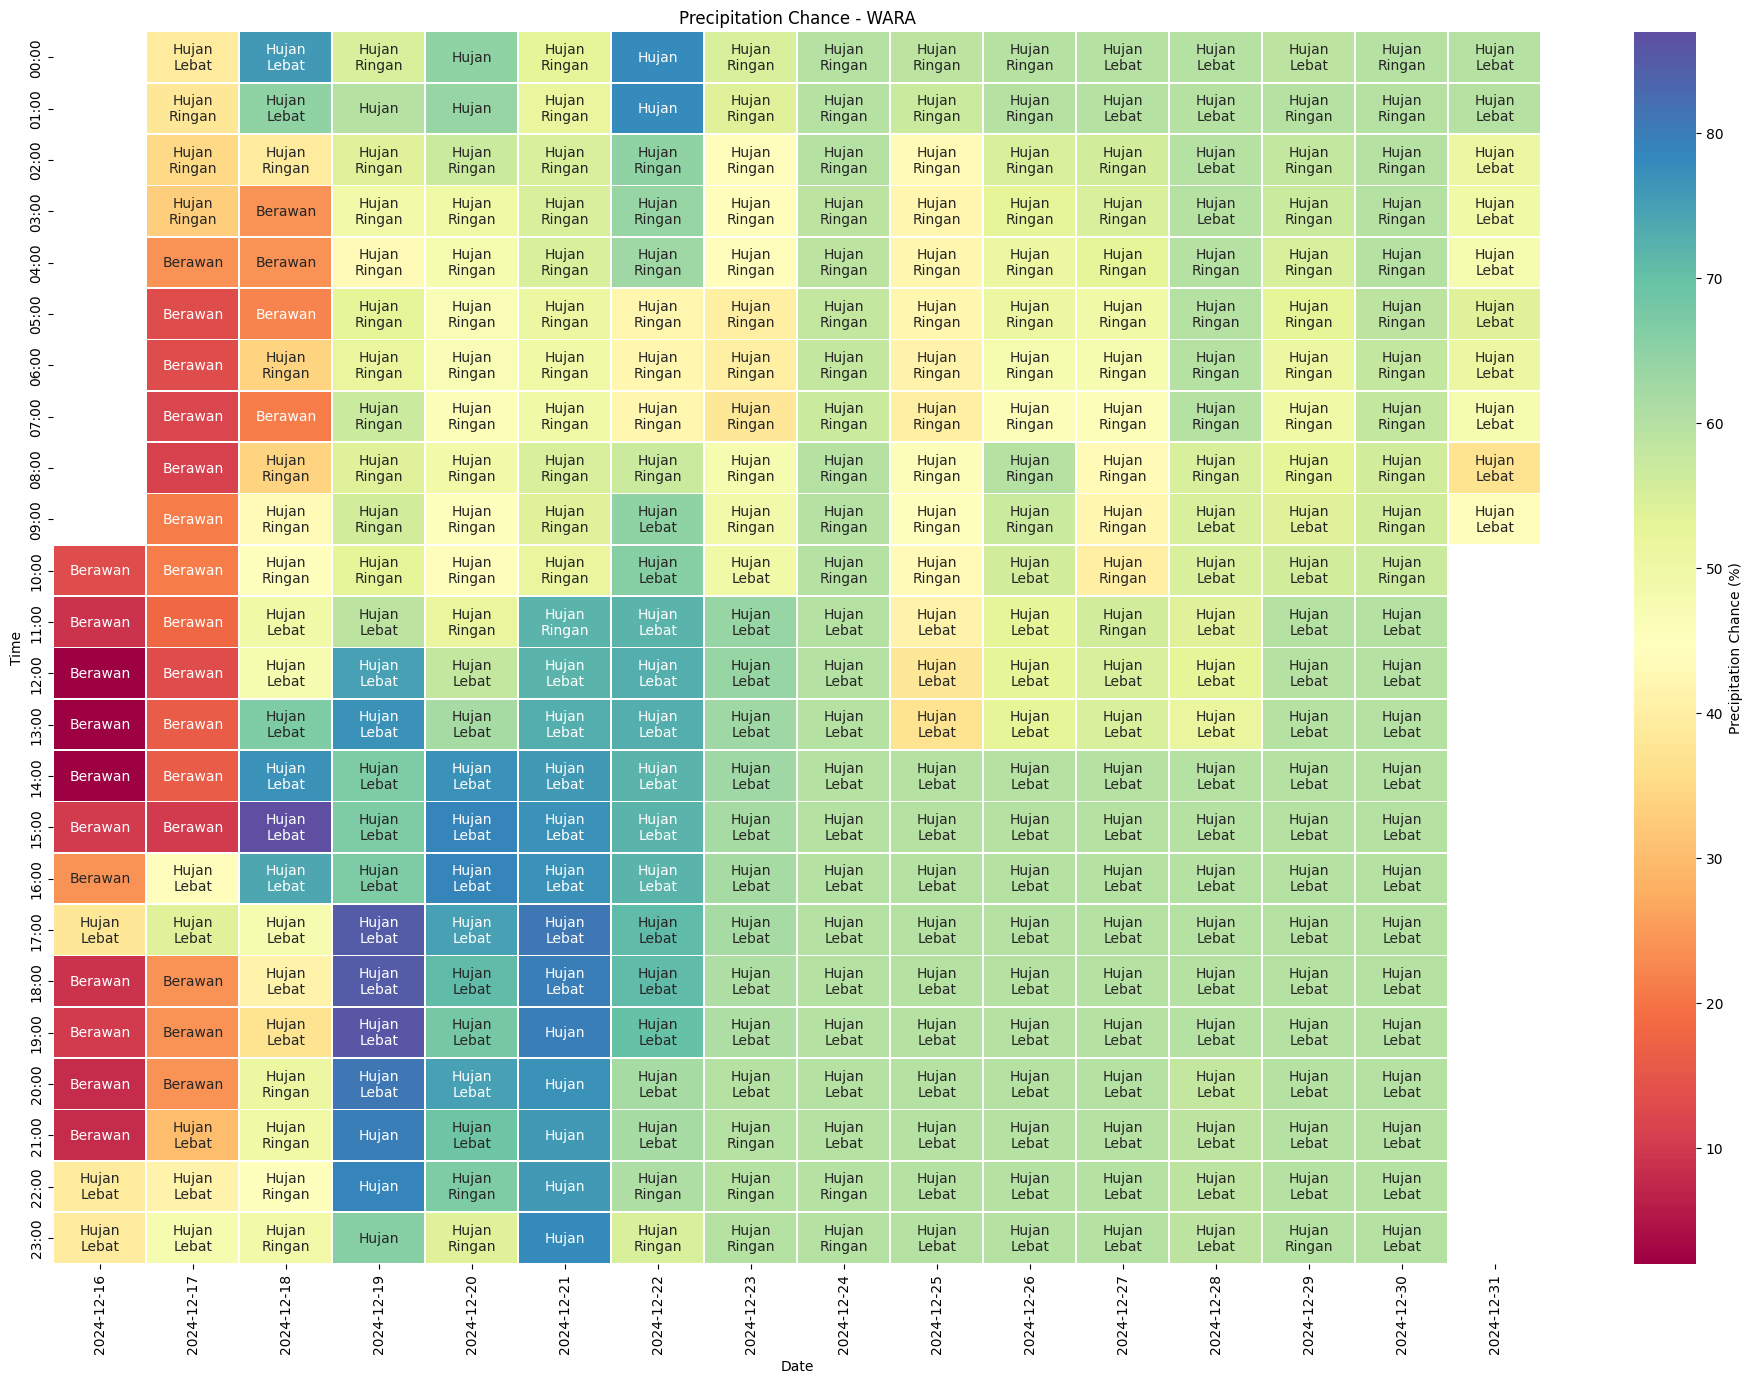 Precipitation Chance - WARA
00:00 Hujan Lebat Hujan Lebat Hujan Ringan Hujan Hujan Ringan Hujan Hujan Ringan Hujan Ringan Hujan Ringan Hujan Ringan Hujan Lebat Hujan Lebat Hujan Lebat Hujan Ringan Hujan Lebat
01:00 Hujan Ringan Hujan Lebat Hujan Hujan Hujan Ringan Hujan Hujan Ringan Hujan Ringan Hujan Ringan Hujan Ringan Hujan Lebat Hujan Lebat Hujan Ringan Hujan Ringan Hujan Lebat
02:00 Hujan Ringan Hujan Ringan Hujan Ringan Hujan Ringan Hujan Ringan Hujan Ringan Hujan Ringan Hujan Ringan Hujan Ringan Hujan Ringan Hujan Ringan Hujan Lebat Hujan Ringan Hujan Ringan Hujan Lebat
03:00 Hujan Ringan Berawan Hujan Ringan Hujan Ringan Hujan Ringan Hujan Ringan Hujan Ringan Hujan Ringan Hujan Ringan Hujan Ringan Hujan Ringan Hujan Lebat Hujan Ringan Hujan Ringan Hujan Lebat
04:00 Berawan Berawan Hujan Ringan Hujan Ringan Hujan Ringan Hujan Ringan Hujan Ringan Hujan Ringan Hujan Ringan Hujan Ringan Hujan Ringan Hujan Ringan Hujan Ringan Hujan Ringan Hujan Lebat
05:00 Berawan Berawan Hujan Ringan Hujan Ringan Hujan Ringan Hujan Ringan Hujan Ringan Hujan Ringan Hujan Ringan Hujan Ringan Hujan Ringan Hujan Ringan Hujan Ringan Hujan Ringan Hujan Lebat
06:00 Berawan Hujan Ringan Hujan Ringan Hujan Ringan Hujan Ringan Hujan Ringan Hujan Ringan Hujan Ringan Hujan Ringan Hujan Ringan Hujan Ringan Hujan Ringan Hujan Ringan Hujan Ringan Hujan Lebat
07:00 Berawan Berawan Hujan Ringan Hujan Ringan Hujan Ringan Hujan Ringan Hujan Ringan Hujan Ringan Hujan Ringan Hujan Ringan Hujan Ringan Hujan Ringan Hujan Ringan Hujan Ringan Hujan Lebat
08:00 Berawan Hujan Ringan Hujan Ringan Hujan Ringan Hujan Ringan Hujan Ringan Hujan Ringan Hujan Ringan Hujan Ringan Hujan Ringan Hujan Ringan Hujan Ringan Hujan Ringan Hujan Ringan Hujan Lebat
09:00 Berawan Hujan Ringan Hujan Ringan Hujan Ringan Hujan Ringan Hujan Lebat Hujan Ringan Hujan Ringan Hujan Ringan Hujan Ringan Hujan Ringan Hujan Lebat Hujan Lebat Hujan Ringan Hujan Lebat
10:00 Berawan Berawan Hujan Ringan Hujan Ringan Hujan Ringan Hujan Ringan Hujan Lebat Hujan Lebat Hujan Ringan Hujan Ringan Hujan Lebat Hujan Ringan Hujan Lebat Hujan Lebat Hujan Ringan
11:00 Berawan Berawan Hujan Lebat Hujan Lebat Hujan Ringan Hujan Ringan Hujan Lebat Hujan Lebat Hujan Lebat Hujan Lebat Hujan Lebat Hujan Ringan Hujan Lebat Hujan Lebat Hujan Lebat
12:00 Berawan Berawan Hujan Lebat Hujan Lebat Hujan Lebat Hujan Lebat Hujan Lebat Hujan Lebat Hujan Lebat Hujan Lebat Hujan Lebat Hujan Lebat Hujan Lebat Hujan Lebat Hujan Lebat
13:00 Berawan Berawan Hujan Lebat Hujan Lebat Hujan Lebat Hujan Lebat Hujan Lebat Hujan Lebat Hujan Lebat Hujan Lebat Hujan Lebat Hujan Lebat Hujan Lebat Hujan Lebat Hujan Lebat
14:00 Berawan Berawan Hujan Lebat Hujan Lebat Hujan Lebat Hujan Lebat Hujan Lebat Hujan Lebat Hujan Lebat Hujan Lebat Hujan Lebat Hujan Lebat Hujan Lebat Hujan Lebat Hujan Lebat
15:00 Berawan Berawan Hujan Lebat Hujan Lebat Hujan Lebat Hujan Lebat Hujan Lebat Hujan Lebat Hujan Lebat Hujan Lebat Hujan Lebat Hujan Lebat Hujan Lebat Hujan Lebat Hujan Lebat
16:00 Berawan Hujan Lebat Hujan Lebat Hujan Lebat Hujan Lebat Hujan Lebat Hujan Lebat Hujan Lebat Hujan Lebat Hujan Lebat Hujan Lebat Hujan Lebat Hujan Lebat Hujan Lebat Hujan Lebat
17:00 Hujan Lebat Hujan Lebat Hujan Lebat Hujan Lebat Hujan Lebat Hujan Lebat Hujan Lebat Hujan Lebat Hujan Lebat Hujan Lebat Hujan Lebat Hujan Lebat Hujan Lebat Hujan Lebat Hujan Lebat
18:00 Berawan Berawan Hujan Lebat Hujan Lebat Hujan Lebat Hujan Lebat Hujan Lebat Hujan Lebat Hujan Lebat Hujan Lebat Hujan Lebat Hujan Lebat Hujan Lebat Hujan Lebat Hujan Lebat
19:00 Berawan Berawan Hujan Lebat Hujan Lebat Hujan Lebat Hujan Hujan Lebat Hujan Lebat Hujan Lebat Hujan Lebat Hujan Lebat Hujan Lebat Hujan Lebat Hujan Lebat Hujan Lebat
20:00 Berawan Berawan Hujan Ringan Hujan Lebat Hujan Lebat Hujan Hujan Lebat Hujan Lebat Hujan Lebat Hujan Lebat Hujan Lebat Hujan Lebat Hujan Lebat Hujan Lebat Hujan Lebat
21:00 Berawan Hujan Lebat Hujan Ringan Hujan Hujan Lebat Hujan Hujan Lebat Hujan Ringan Hujan Lebat Hujan Lebat Hujan Lebat Hujan Lebat Hujan Lebat Hujan Lebat Hujan Lebat
22:00 Hujan Lebat Hujan Lebat Hujan Ringan Hujan Hujan Ringan Hujan Hujan Ringan Hujan Ringan Hujan Ringan Hujan Lebat Hujan Lebat Hujan Lebat Hujan Lebat Hujan Lebat Hujan Lebat
23:00 Hujan Lebat Hujan Lebat Hujan Ringan Hujan Hujan Ringan Hujan Hujan Ringan Hujan Ringan Hujan Ringan Hujan Lebat Hujan Lebat Hujan Lebat Hujan Lebat Hujan Ringan Hujan Lebat
Time
2024-12-16 2024-12-17 2024-12-18 2024-12-19 2024-12-20 2024-12-21 2024-12-22 2024-12-23 2024-12-24 2024-12-25 2024-12-26 2024-12-27 2024-12-28 2024-12-29 2024-12-30 2024-12-31
Date
80
70
60
50
40
30
20
10
Precipitation Chance (%)